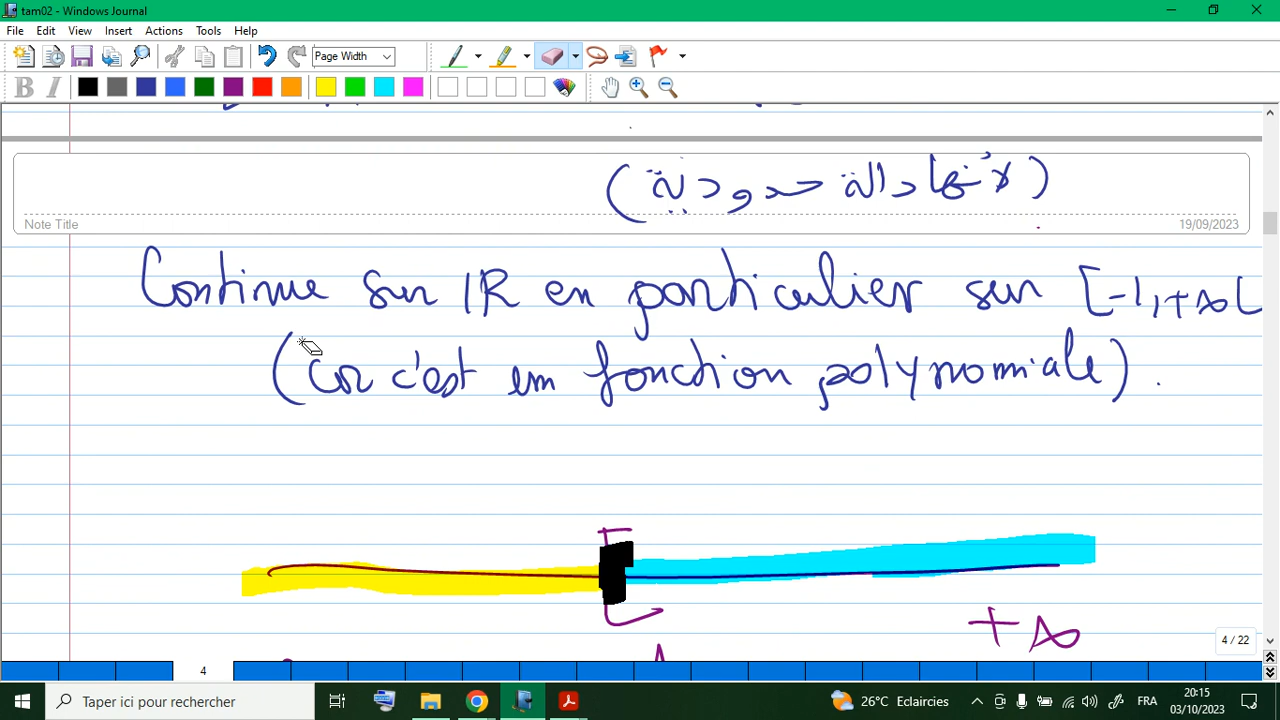 tam02 - Windows Journal
File Edit View Insert Actions Tools Help
Page Width
(لأنها دالة حدودية)
Note Title
19/09/2023
Continue sur IR en particulier sur [-1,+∞[
(Car c'est en fonction polynomiale).
+∞
4 / 22
4
Taper ici pour rechercher
26°C Eclaircies
FRA
20:15
03/10/2023